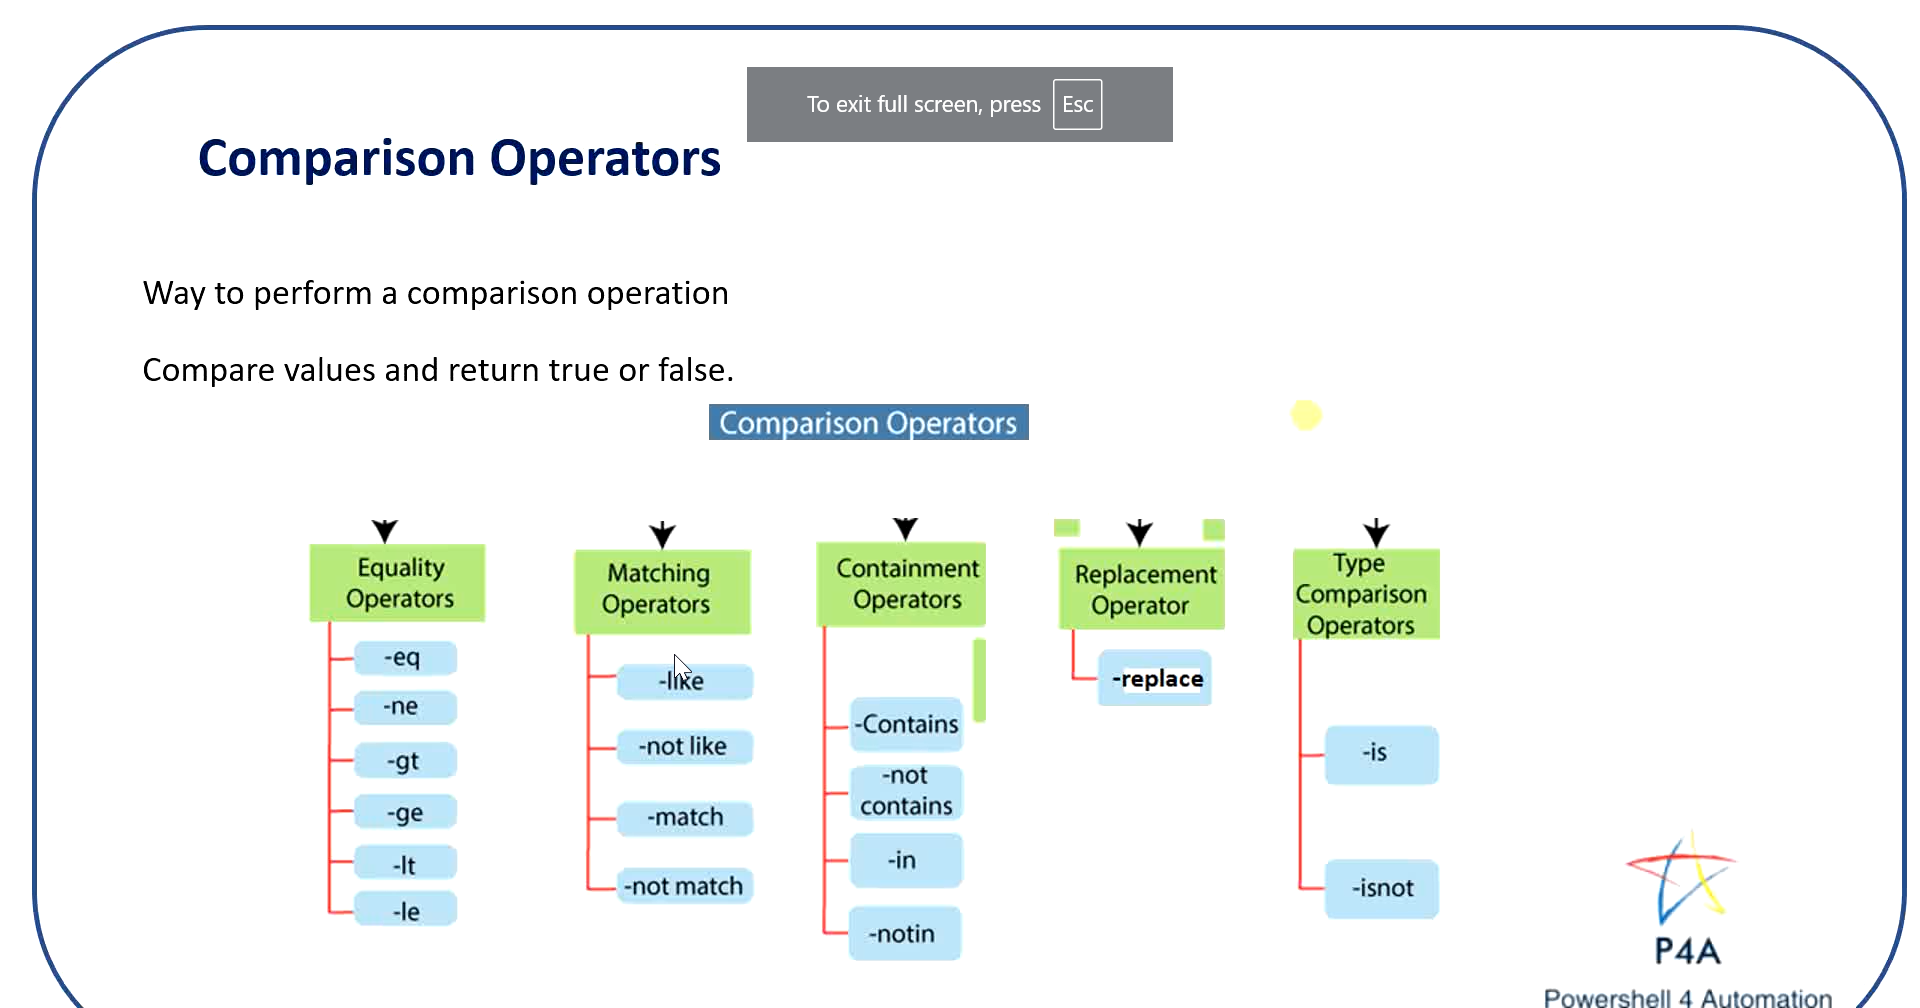 To exit full screen, press Esc
Comparison Operators
Way to perform a comparison operation
Compare values and return true or false.
Comparison Operators
Equality
Operators
-eq
-ne
-gt
-ge
-lt
-le
Matching
Operators
-like
-not like
-match
-not match
Containment
Operators
-Contains
-not
contains
-in
-notin
Replacement
Operator
-replace
Type
Comparison
Operators
-is
-isnot
P4A
Powershell 4 Automation